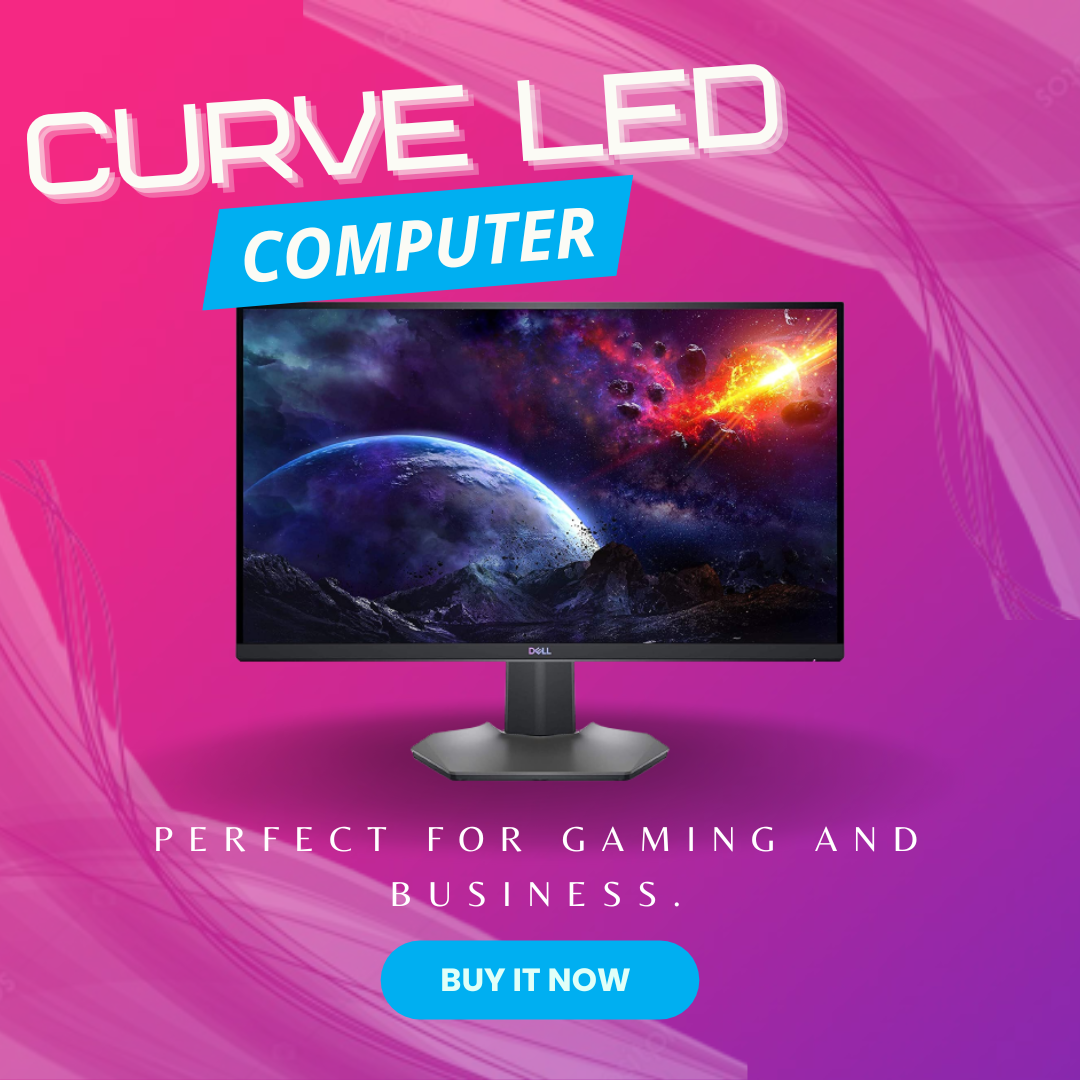 CURVE LED
COMPUTER
DELL
PERFECT FOR GAMING AND
BUSINESS.
BUY IT NOW